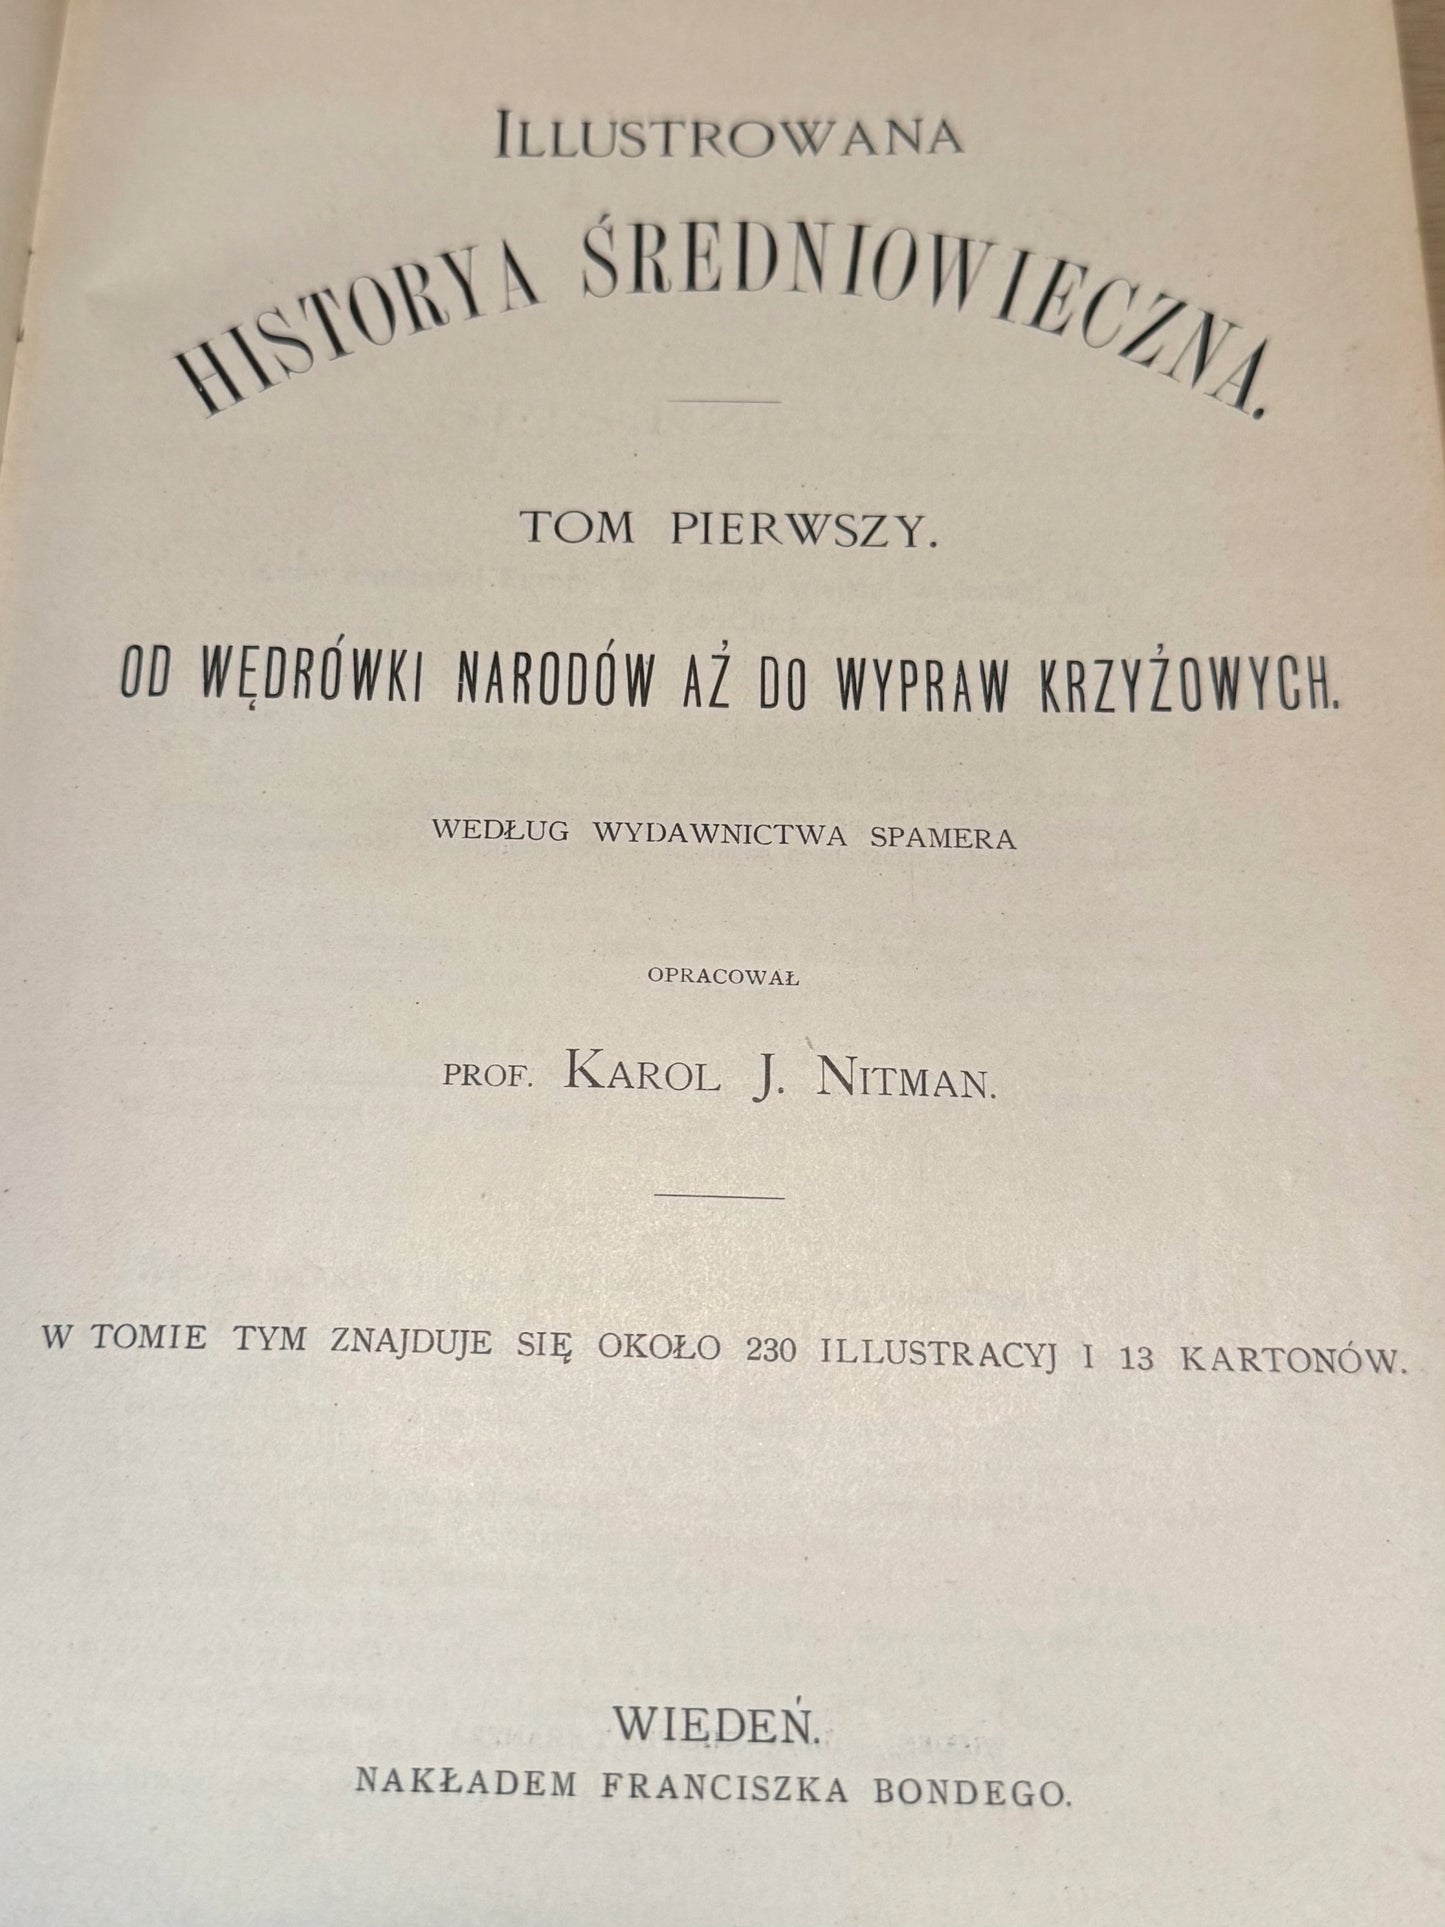 ILLUSTROWANA
HISTORYA ŚREDNIOWIECZNA.
TOM PIERWSZY.
OD WĘDRÓWKI NARODÓW AŻ DO WYPRAW KRZYŻOWYCH.
WEDŁUG WYDAWNICTWA SPAMERA
OPRACOWAŁ
PROF. KAROL J. NITMAN.
W TOMIE TYM ZNAJDUJE SIĘ OKOŁO 230 ILLUSTRACYJ I 13 KARTONÓW.
WIEDEŃ.
NAKŁADEM FRANCISZKA BONDEGO.